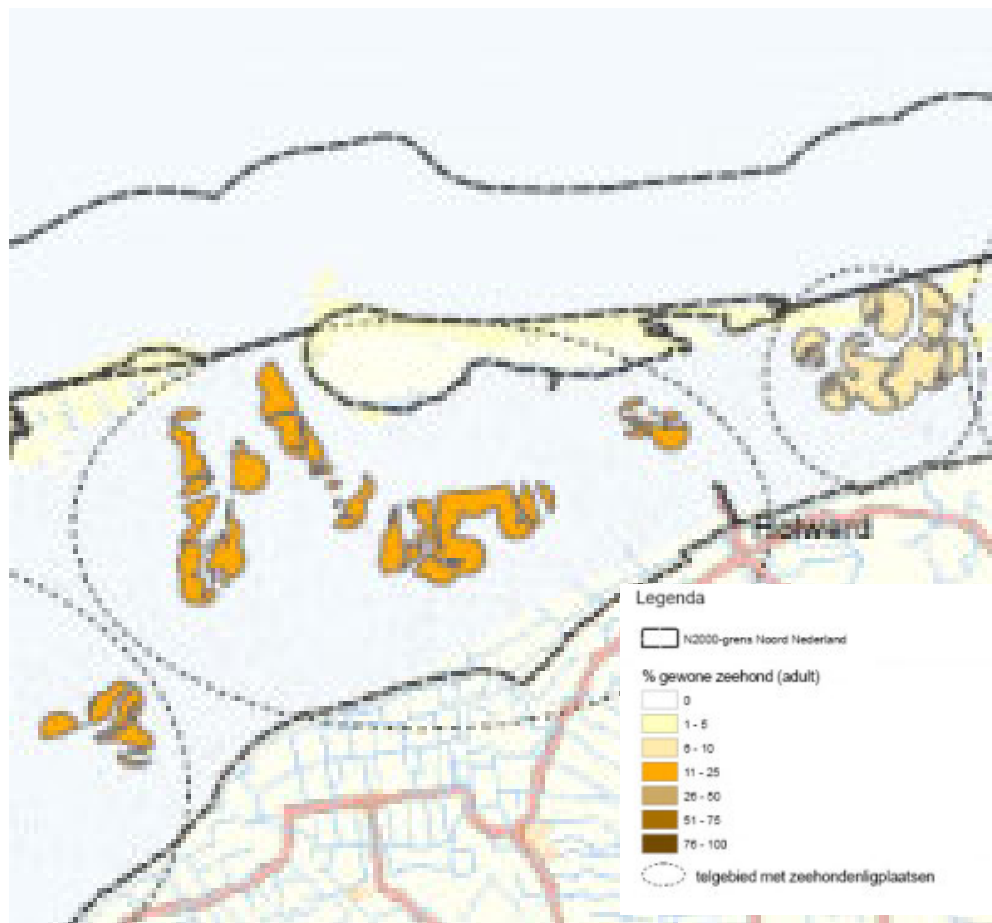 Holwerd
Legenda
N2000-grens Noord Nederland
% gewone zeehond (adult)
0
1 - 5
6 - 10
11 - 25
26 - 50
51 - 75
76 - 100
telgebied met zeehondenligplaatsen